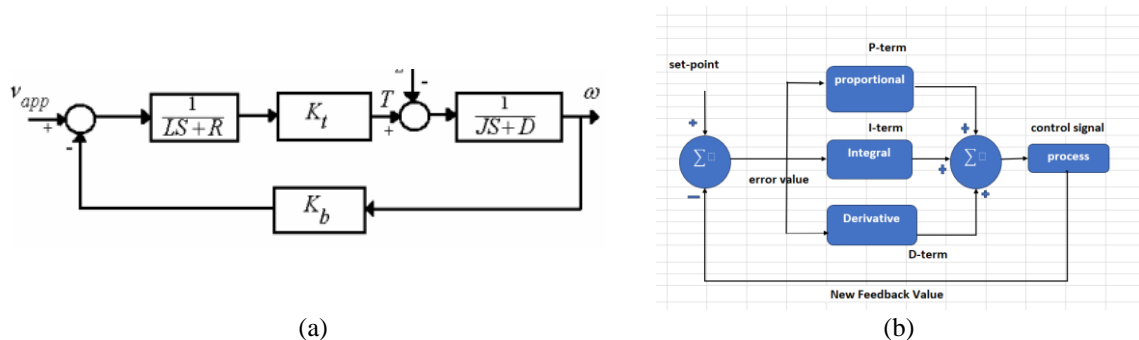 v_app
+
-
1
LS+R
K_t
T
+
-
1
JS+D
ω
K_b
(a)
P-term
set-point
proportional
+
+
I-term
control signal
∑□
Integral
+
∑□
process
error value
−
+
Derivative
D-term
New Feedback Value
(b)